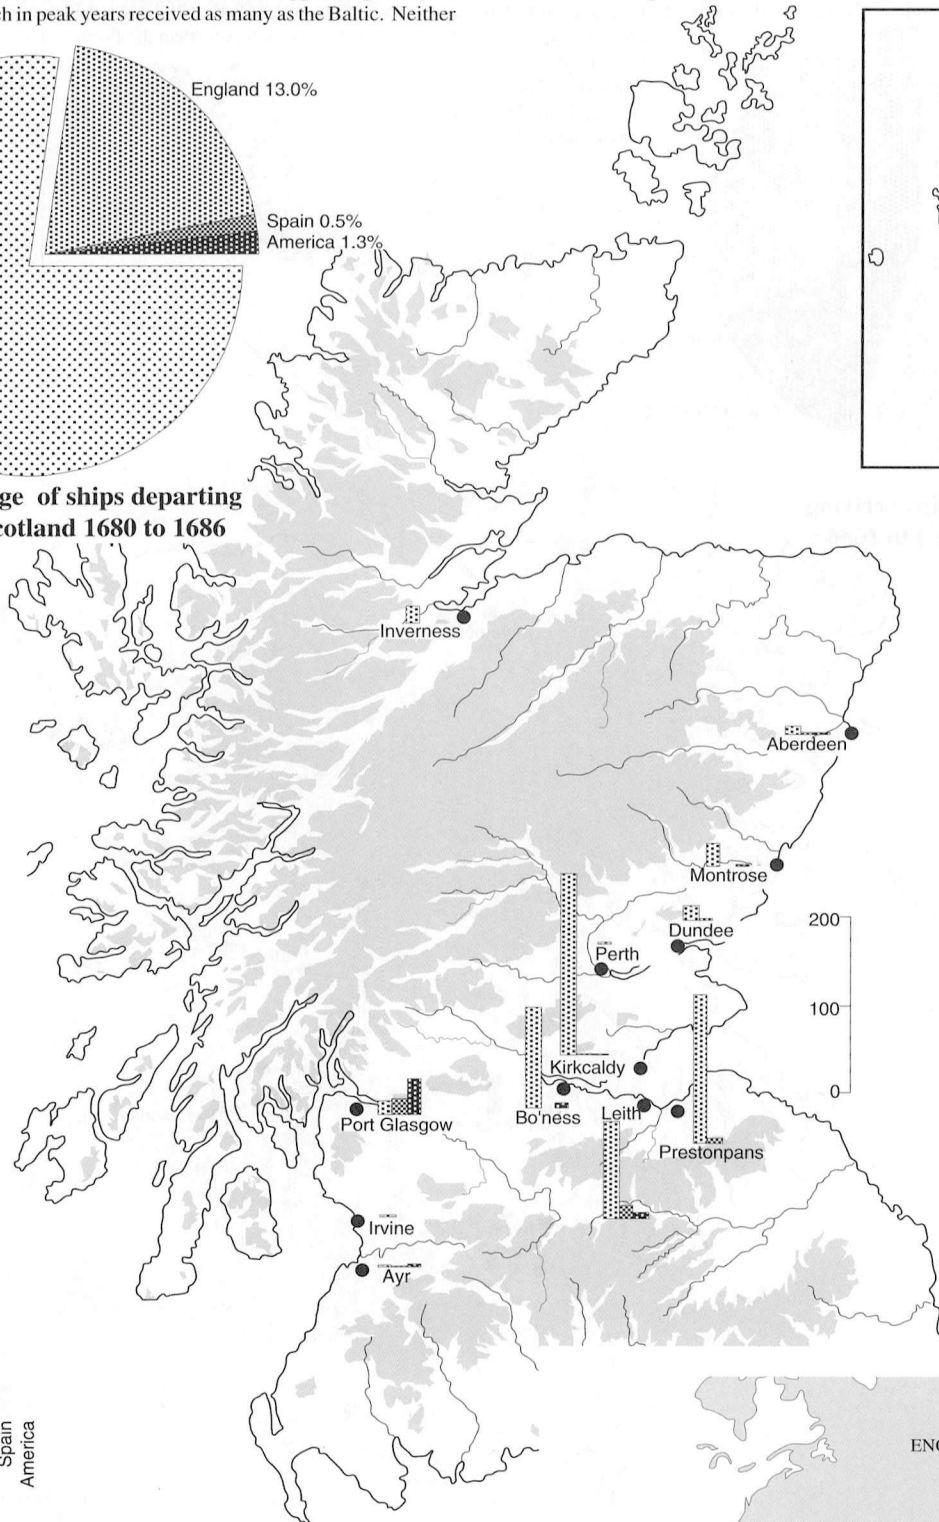 ch in peak years received as many as the Baltic. Neither
England 13.0%
Spain 0.5%
America 1.3%
ge of ships departing
cotland 1680 to 1686
Inverness
Aberdeen
Montrose
Dundee
Perth
200
100
0
Kirkcaldy
Bo'ness
Leith
Port Glasgow
Prestonpans
Irvine
Ayr
Spain
America
ENG